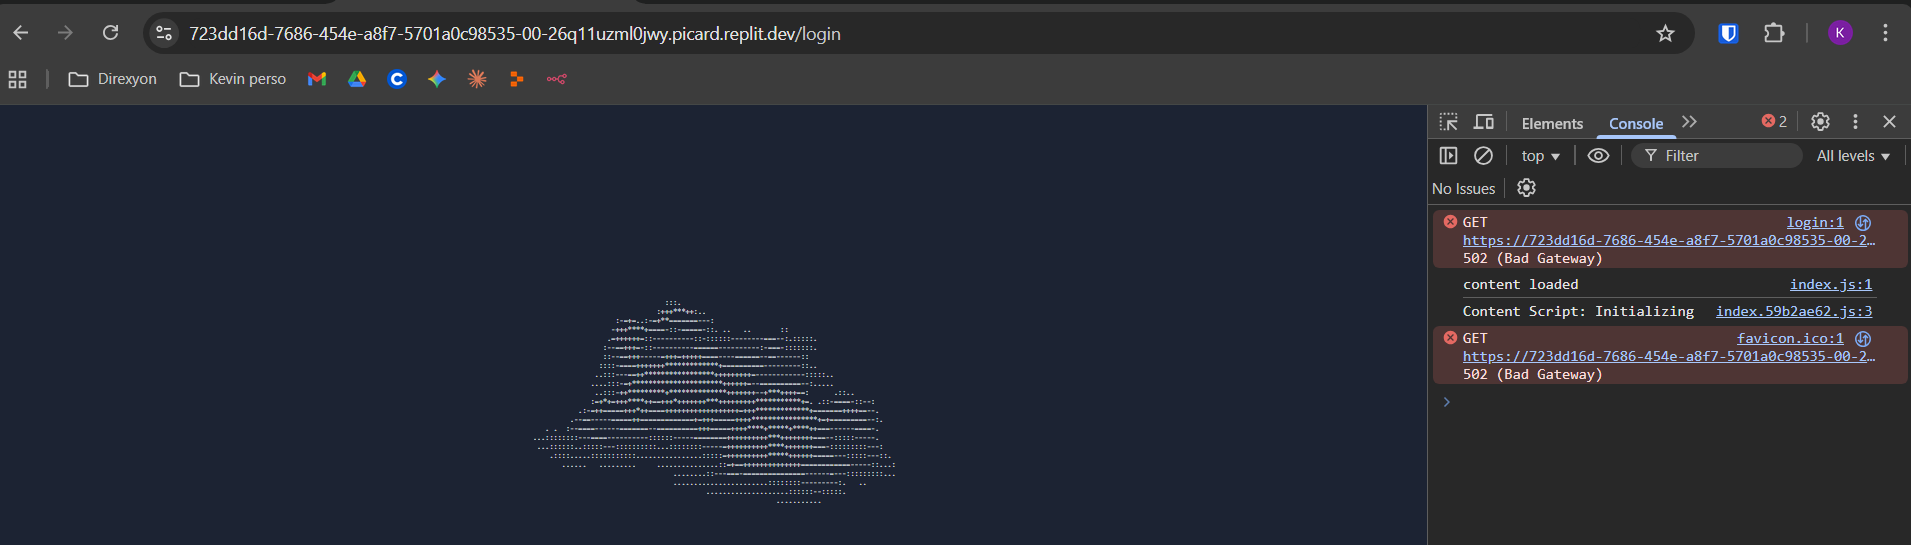 723dd16d-7686-454e-a8f7-5701a0c98535-00-26q11uzml0jwy.picard.replit.dev/login
K
Direxyon
Kevin perso
Elements
Console
2
top
Filter
All levels
No Issues
GET login:1
https://723dd16d-7686-454e-a8f7-5701a0c98535-00-2…
502 (Bad Gateway)
content loaded index.js:1
Content Script: Initializing index.59b2ae62.js:3
GET favicon.ico:1
https://723dd16d-7686-454e-a8f7-5701a0c98535-00-2…
502 (Bad Gateway)